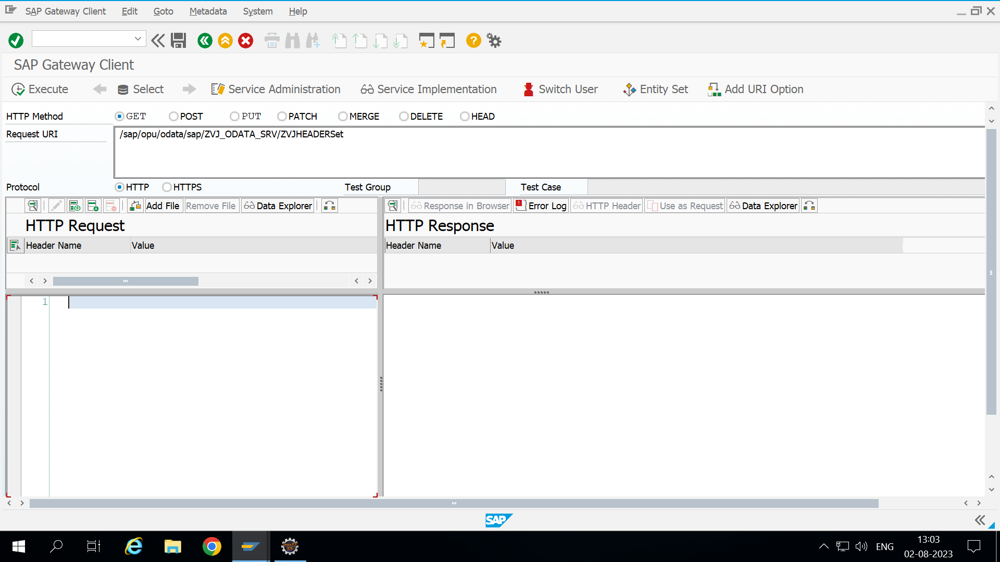 SAP Gateway Client Edit Goto Metadata System Help
SAP Gateway Client
Execute Select Service Administration Service Implementation Switch User Entity Set Add URI Option
HTTP Method GET POST PUT PATCH MERGE DELETE HEAD
Request URI /sap/opu/odata/sap/ZVJ_ODATA_SRV/ZVJHEADERSet
Protocol HTTP HTTPS Test Group Test Case
Add File Remove File Data Explorer Response in Browser Error Log HTTP Header Use as Request Data Explorer
HTTP Request HTTP Response
Header Name Value Header Name Value
1
SAP
Java EE IDE ENG 13:03
02-08-2023